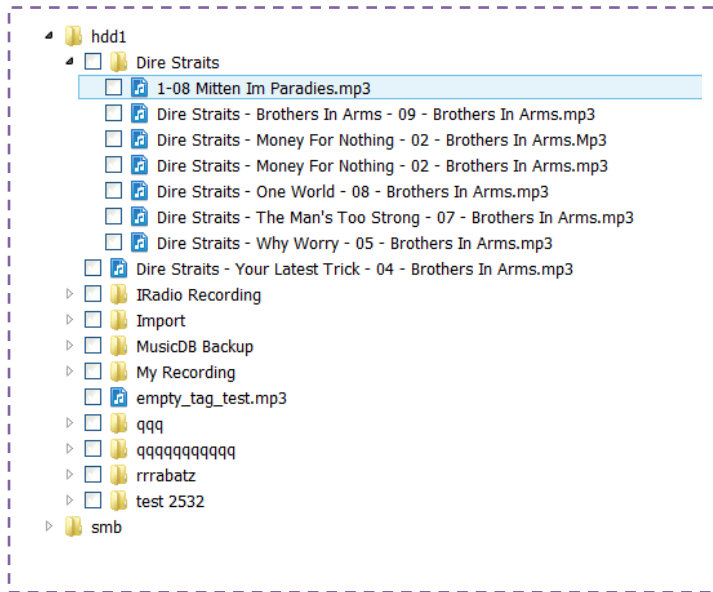 hdd1
Dire Straits
1-08 Mitten Im Paradies.mp3
Dire Straits - Brothers In Arms - 09 - Brothers In Arms.mp3
Dire Straits - Money For Nothing - 02 - Brothers In Arms.Mp3
Dire Straits - Money For Nothing - 02 - Brothers In Arms.mp3
Dire Straits - One World - 08 - Brothers In Arms.mp3
Dire Straits - The Man's Too Strong - 07 - Brothers In Arms.mp3
Dire Straits - Why Worry - 05 - Brothers In Arms.mp3
Dire Straits - Your Latest Trick - 04 - Brothers In Arms.mp3
IRadio Recording
Import
MusicDB Backup
My Recording
empty_tag_test.mp3
qqq
qqqqqqqqqqq
rrrabatz
test 2532
smb